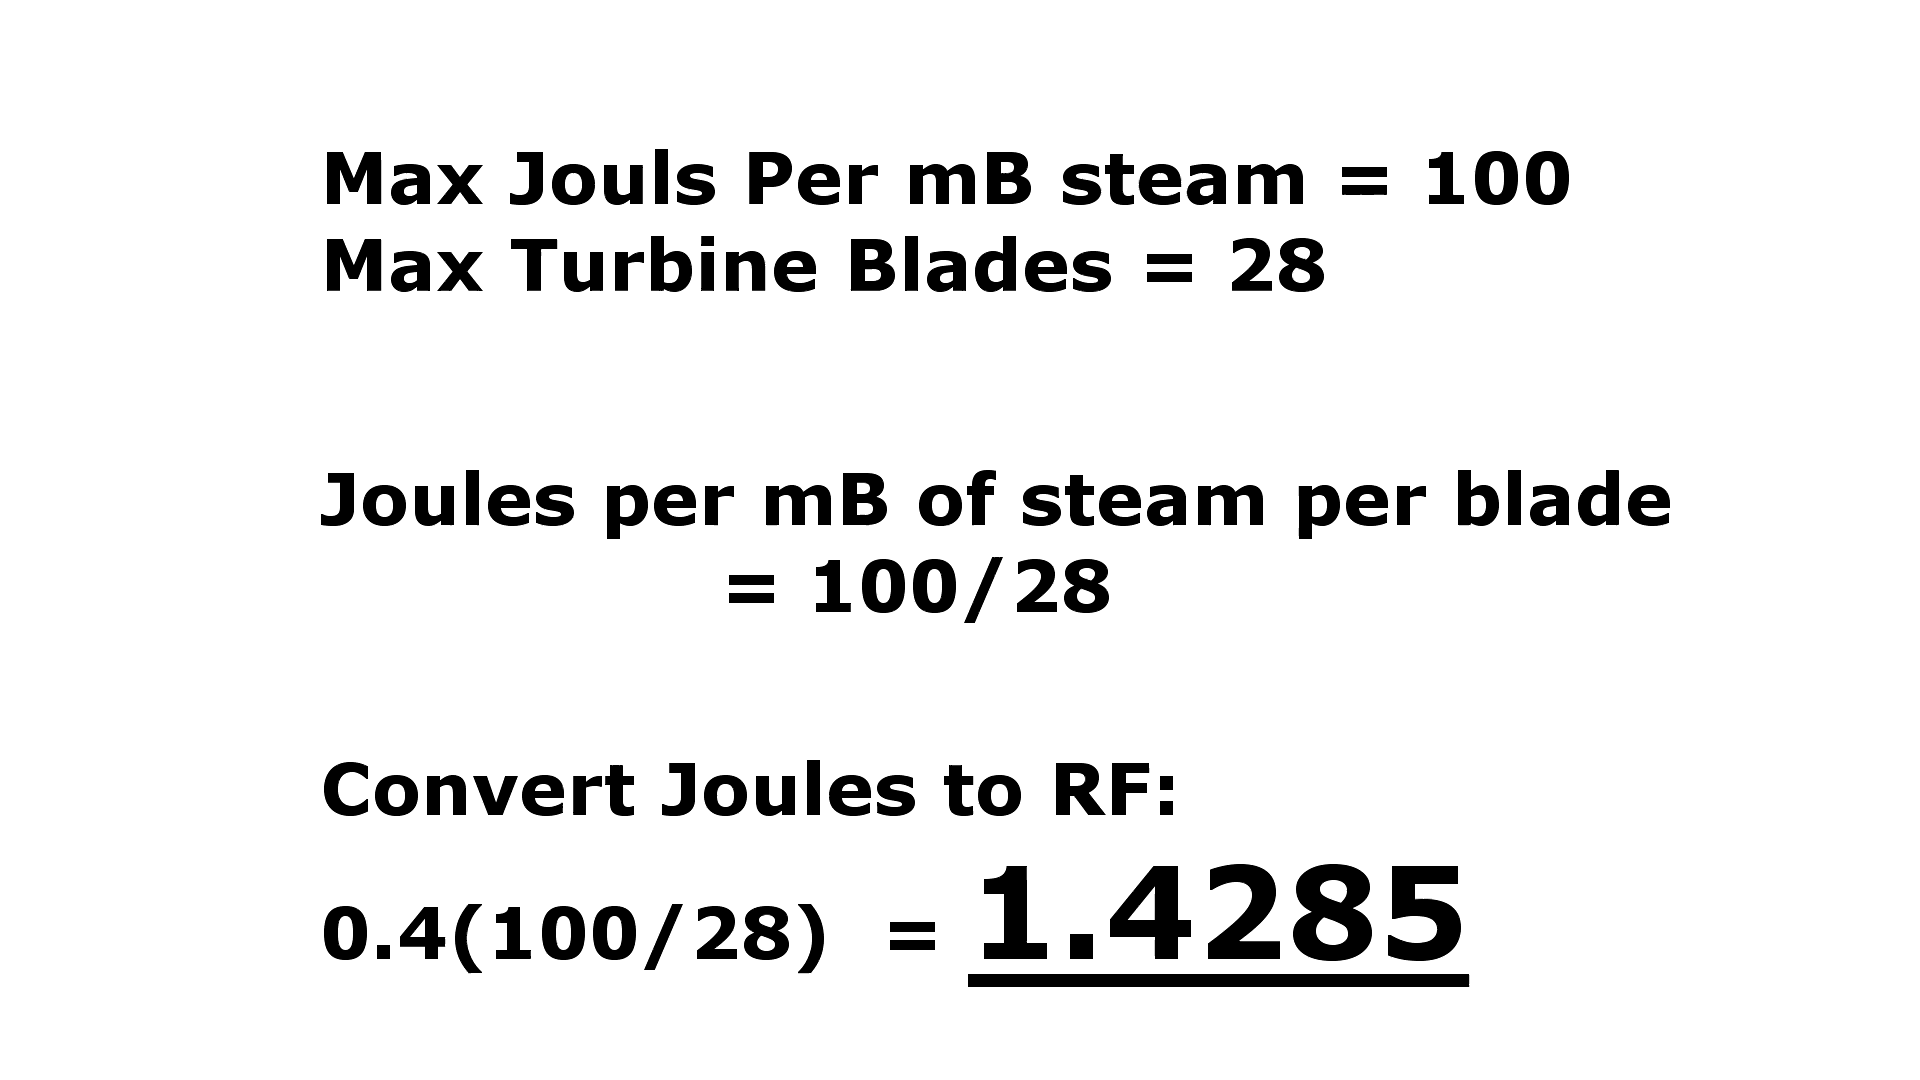 Max Jouls Per mB steam = 100
Max Turbine Blades = 28
Joules per mB of steam per blade
= 100/28
Convert Joules to RF:
0.4(100/28) = 1.4285